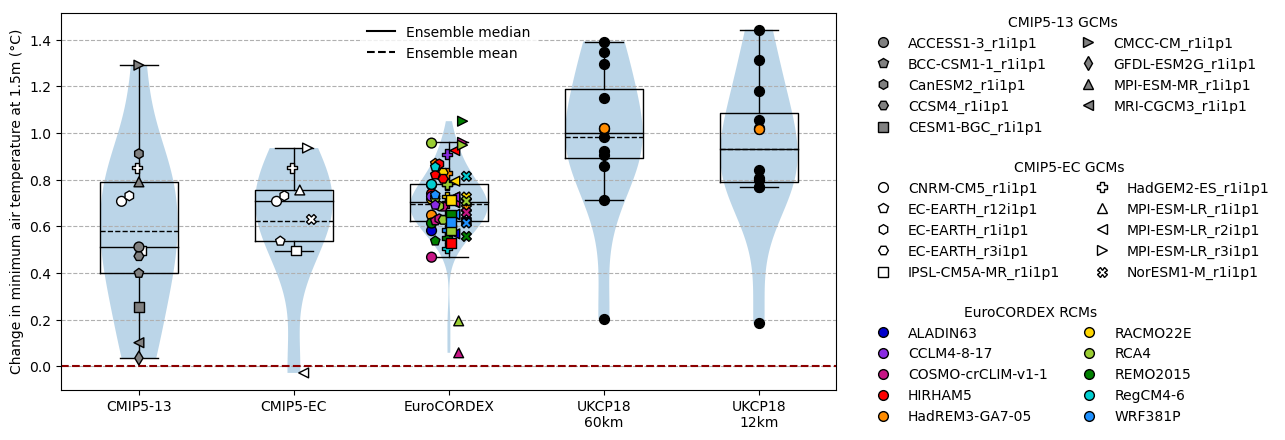 Change in minimum air temperature at 1.5m (°C)
1.4
1.2
1.0
0.8
0.6
0.4
0.2
0.0
Ensemble median
Ensemble mean
CMIP5-13
CMIP5-EC
EuroCORDEX
UKCP18
60km
UKCP18
12km
CMIP5-13 GCMs
ACCESS1-3_r1i1p1
BCC-CSM1-1_r1i1p1
CanESM2_r1i1p1
CCSM4_r1i1p1
CESM1-BGC_r1i1p1
CMCC-CM_r1i1p1
GFDL-ESM2G_r1i1p1
MPI-ESM-MR_r1i1p1
MRI-CGCM3_r1i1p1
CMIP5-EC GCMs
CNRM-CM5_r1i1p1
EC-EARTH_r12i1p1
EC-EARTH_r1i1p1
EC-EARTH_r3i1p1
IPSL-CM5A-MR_r1i1p1
HadGEM2-ES_r1i1p1
MPI-ESM-LR_r1i1p1
MPI-ESM-LR_r2i1p1
MPI-ESM-LR_r3i1p1
NorESM1-M_r1i1p1
EuroCORDEX RCMs
ALADIN63
CCLM4-8-17
COSMO-crCLIM-v1-1
HIRHAM5
HadREM3-GA7-05
RACMO22E
RCA4
REMO2015
RegCM4-6
WRF381P